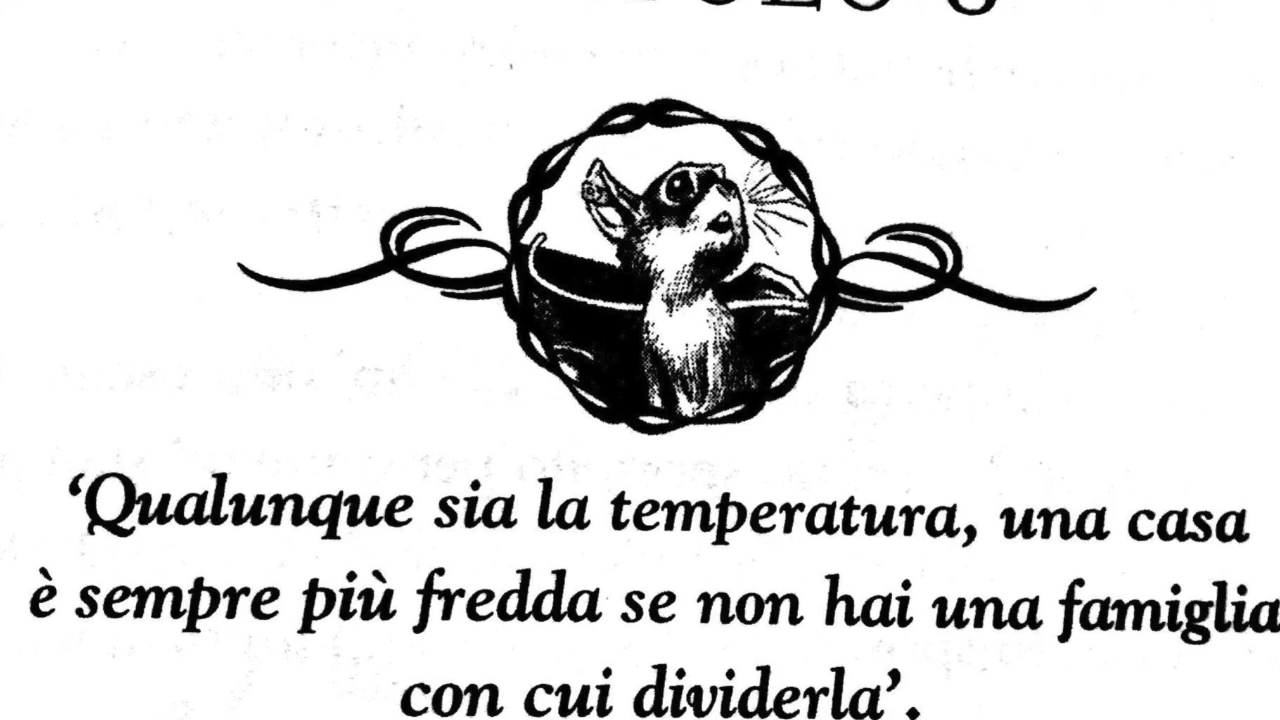 ‘Qualunque sia la temperatura, una casa
è sempre più fredda se non hai una famiglia
con cui dividerla’.